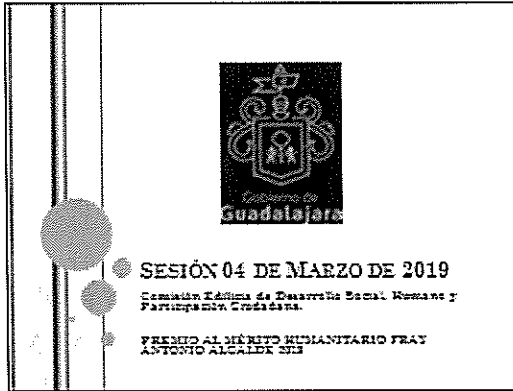 Gobierno de
Guadalajara
SESIÓN 04 DE MARZO DE 2019
Comisión Edilicia de Desarrollo Social, Humano y
Participación Ciudadana.
PREMIO AL MÉRITO HUMANITARIO FRAY
ANTONIO ALCALDE